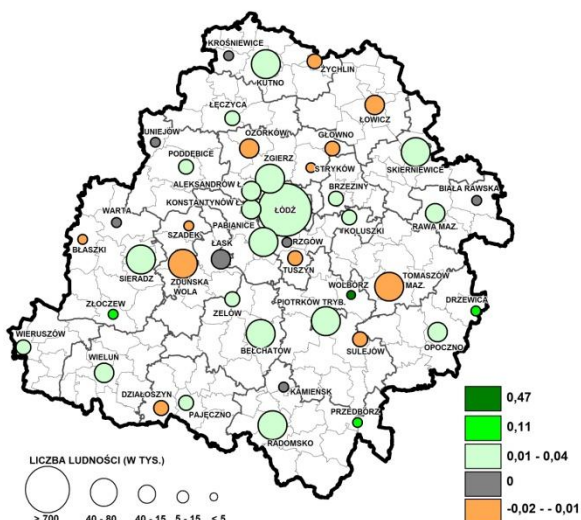 KROŚNIEWICE
KUTNO
ŻYCHLIN
ŁĘCZYCA
ŁOWICZ
UNIEJÓW
OZORKÓW
GŁOWNO
PODDĘBICE
ZGIERZ
STRYKÓW
SKIERNIEWICE
ALEKSANDRÓW Ł.
BRZEZINY
BIAŁA RAWSKA
KONSTANTYNÓW Ł.
ŁÓDŹ
WARTA
PABIANICE
KOLUSZKI
RAWA MAZ.
SZADEK
ŁASK
RZGÓW
BŁASZKI
SIERADZ
ZDUŃSKA
WOLA
TUSZYN
TOMASZÓW
MAZ.
WOLBÓRZ
ZŁOCZEW
ZELÓW
PIOTRKÓW TRYB.
DRZEWICA
WIERUSZÓW
BEŁCHATÓW
SULEJÓW
OPOCZNO
WIELUŃ
KAMIEŃSK
DZIAŁOSZYN
PAJĘCZNO
PRZEDBÓRZ
RADOMSKO
0,47
0,11
0,01 - 0,04
0
-0,02 - - 0,01
LICZBA LUDNOŚCI (W TYS.)
> 700 40 - 80 40 - 15 5 - 15 < 5